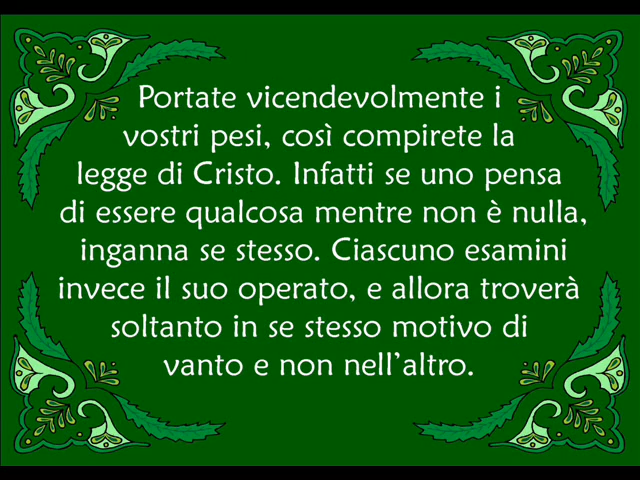 Portate vicendevolmente i
vostri pesi, così compirete la
legge di Cristo. Infatti se uno pensa
di essere qualcosa mentre non è nulla,
inganna se stesso. Ciascuno esamini
invece il suo operato, e allora troverà
soltanto in se stesso motivo di
vanto e non nell’altro.